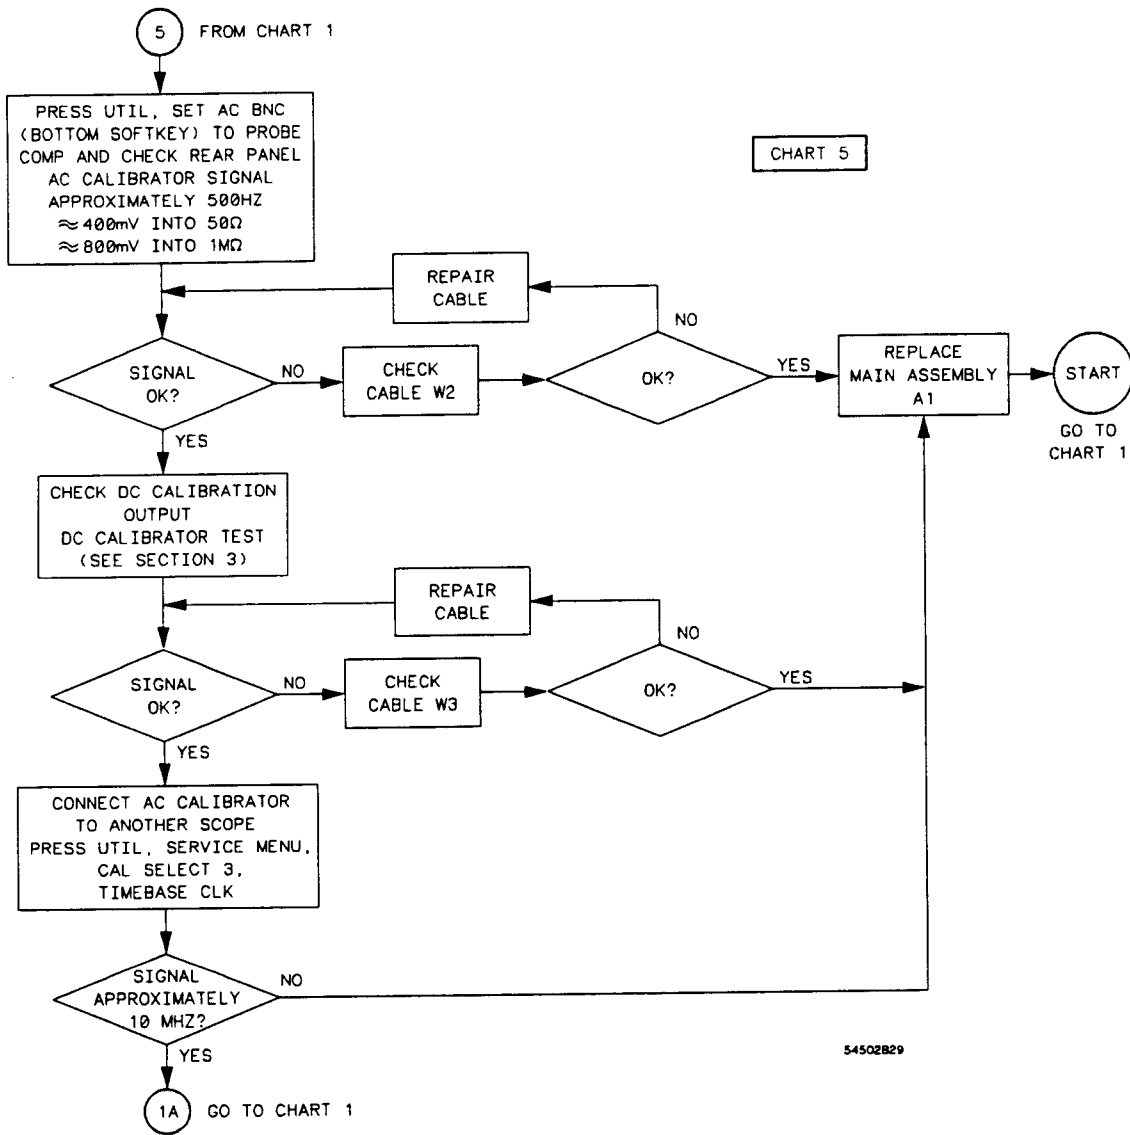 5 FROM CHART 1
PRESS UTIL, SET AC BNC
(BOTTOM SOFTKEY) TO PROBE
COMP AND CHECK REAR PANEL
AC CALIBRATOR SIGNAL
APPROXIMATELY 500HZ
≈400mV INTO 50Ω
≈800mV INTO 1MΩ
CHART 5
REPAIR
CABLE
NO
SIGNAL
OK?
NO
CHECK
CABLE W2
OK?
YES
REPLACE
MAIN ASSEMBLY
A1
START
GO TO
CHART 1
YES
CHECK DC CALIBRATION
OUTPUT
DC CALIBRATOR TEST
(SEE SECTION 3)
REPAIR
CABLE
NO
SIGNAL
OK?
NO
CHECK
CABLE W3
OK?
YES
YES
CONNECT AC CALIBRATOR
TO ANOTHER SCOPE
PRESS UTIL, SERVICE MENU,
CAL SELECT 3,
TIMEBASE CLK
SIGNAL
APPROXIMATELY
10 MHZ?
NO
YES
54502B29
1A GO TO CHART 1